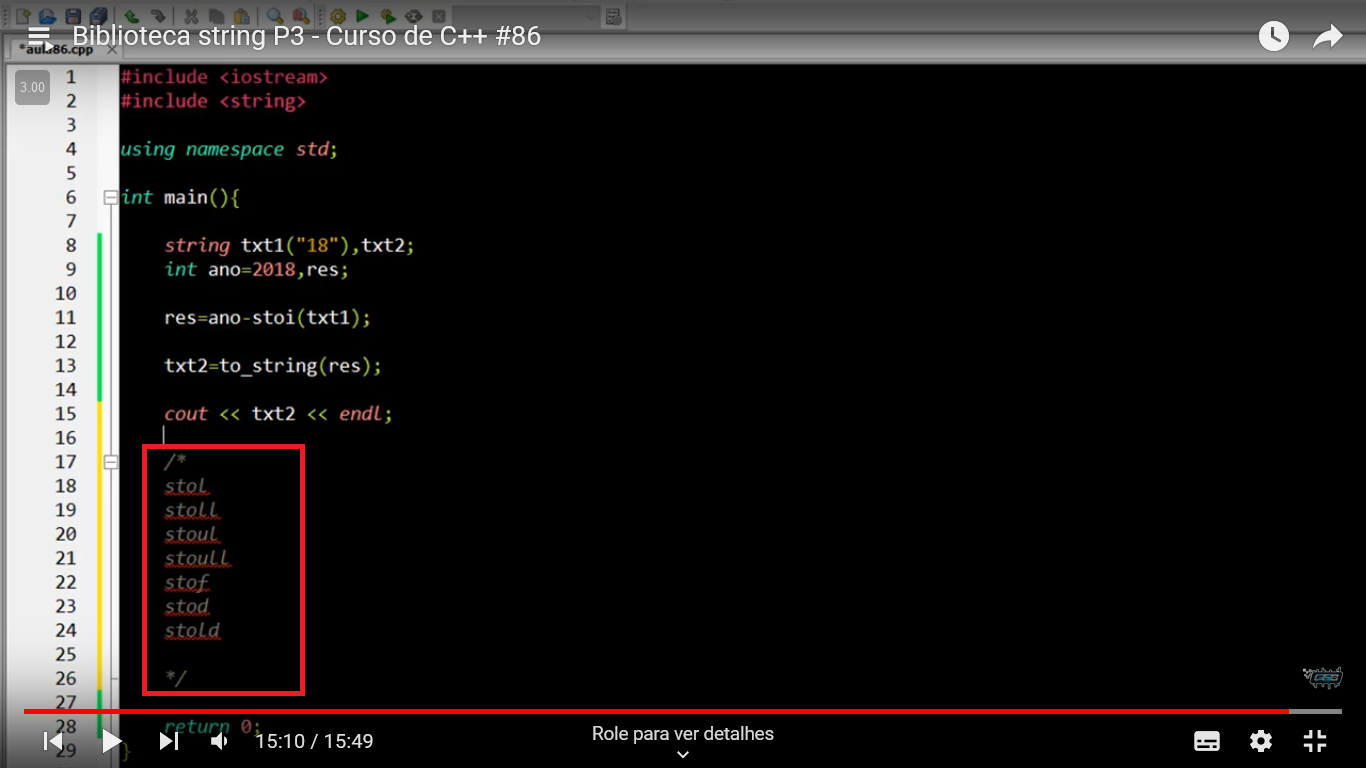 Biblioteca string P3 - Curso de C++ #86
*aula86.cpp
3.00
1 #include <iostream>
2 #include <string>
3
4 using namespace std;
5
6 int main(){
7
8 string txt1("18"),txt2;
9 int ano=2018,res;
10
11 res=ano-stoi(txt1);
12
13 txt2=to_string(res);
14
15 cout << txt2 << endl;
16
17 /*
18 stol
19 stoll
20 stoul
21 stoull
22 stof
23 stod
24 stold
25
26 */
27
28 return 0;
29 }
CFB
15:10 / 15:49
Role para ver detalhes